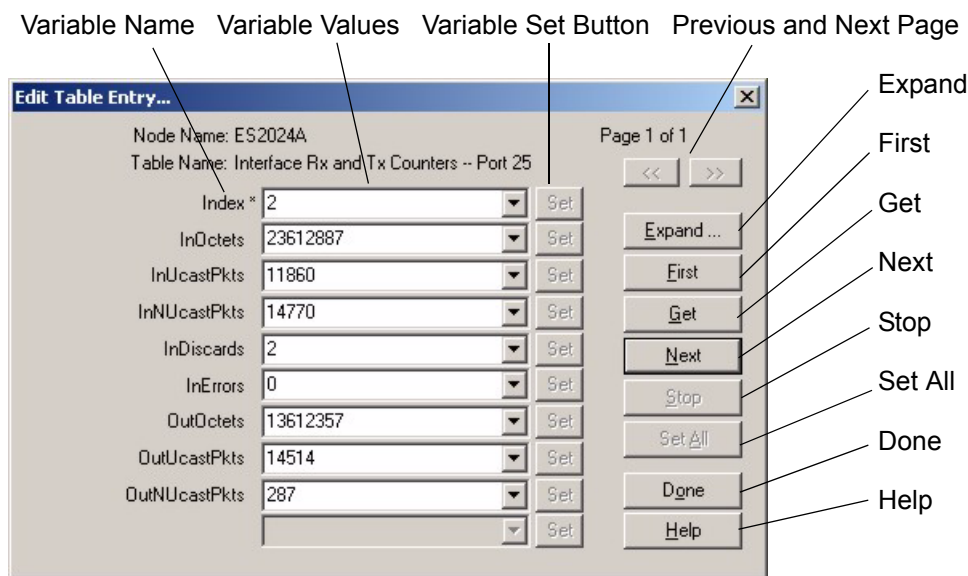 Variable Name Variable Values Variable Set Button Previous and Next Page
Expand
First
Get
Next
Stop
Set All
Done
Help
Edit Table Entry...
Node Name: ES2024A
Page 1 of 1
Table Name: Interface Rx and Tx Counters -- Port 25
<< >>
Index * 2 Set
InOctets 23612887 Set
InUcastPkts 11860 Set
InNUcastPkts 14770 Set
InDiscards 2 Set
InErrors 0 Set
OutOctets 13612357 Set
OutUcastPkts 14514 Set
OutNUcastPkts 287 Set
Set
Expand ...
First
Get
Next
Stop
Set All
Done
Help